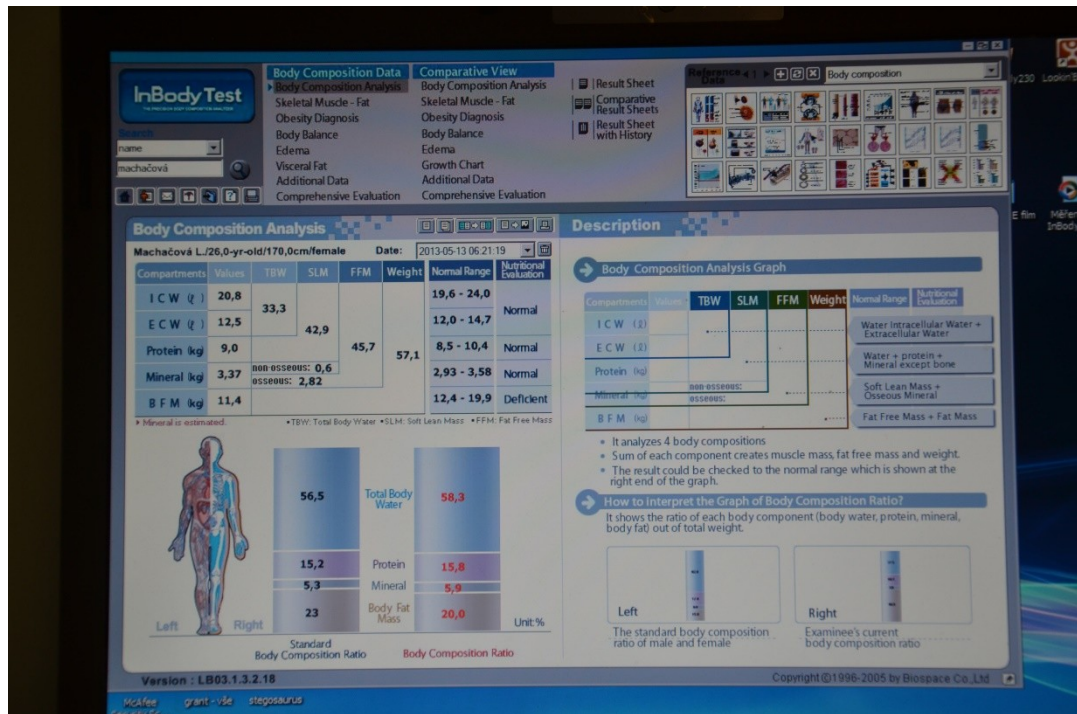 InBody Test
Search
name
machačová
Body Composition Data
Body Composition Analysis
Skeletal Muscle - Fat
Obesity Diagnosis
Body Balance
Edema
Visceral Fat
Additional Data
Comprehensive Evaluation
Comparative View
Body Composition Analysis
Skeletal Muscle - Fat
Obesity Diagnosis
Body Balance
Edema
Growth Chart
Additional Data
Comprehensive Evaluation
Result Sheet
Comparative
Result Sheets
Result Sheet
with History
Reference
Data
1
Body composition
Body Composition Analysis
Machačová L./26,0-yr-old/170,0cm/female Date: 2013-05-13 06:21:19
Compartments Values TBW SLM FFM Weight Normal Range Nutritional Evaluation
ICW (ℓ) 20,8 19,6 - 24,0
33,3 Normal
ECW (ℓ) 12,5 12,0 - 14,7
42,9
Protein (kg) 9,0 45,7 8,5 - 10,4 Normal
57,1
Mineral (kg) 3,37 non-osseous: 0,6 2,93 - 3,58 Normal
osseous: 2,82
BFM (kg) 11,4 12,4 - 19,9 Deficient
Mineral is estimated. •TBW: Total Body Water •SLM: Soft Lean Mass •FFM: Fat Free Mass
56,5 Total Body Water 58,3
15,2 Protein 15,8
5,3 Mineral 5,9
23 Body Fat Mass 20,0
Unit:%
Left Right
Standard
Body Composition Ratio
Body Composition Ratio
Description
Body Composition Analysis Graph
Compartments Values TBW SLM FFM Weight Normal Range Nutritional Evaluation
ICW (ℓ)
ECW (ℓ)
Protein (kg)
Mineral (kg) non-osseous:
osseous:
BFM (kg)
Water Intracellular Water +
Extracellular Water
Water + protein +
Mineral except bone
Soft Lean Mass +
Osseous Mineral
Fat Free Mass + Fat Mass
• It analyzes 4 body compositions
• Sum of each component creates muscle mass, fat free mass and weight.
• The result could be checked to the normal range which is shown at the
right end of the graph.
How to interpret the Graph of Body Composition Ratio?
It shows the ratio of each body component (body water, protein, mineral,
body fat) out of total weight.
Left
The standard body composition
ratio of male and female
Right
Examinee's current
body composition ratio
Version : LB03.1.3.2.18
Copyright ©1996-2005 by Biospace Co.,Ltd
McAfee
grant - vše
stegosaurus